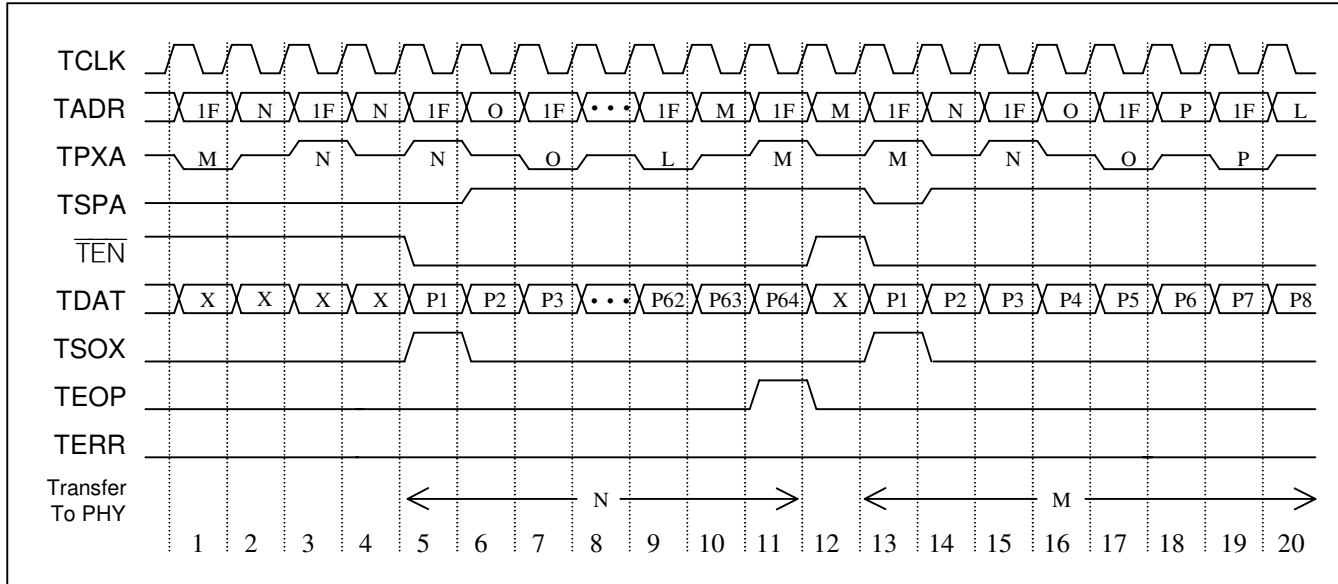 TCLK
TADR 1F N 1F N 1F O 1F ••• 1F M 1F M 1F N 1F O 1F P 1F L
TPXA M N N O L M M N O P
TSPA
TEN
TDAT X X X X P1 P2 P3 ••• P62 P63 P64 X P1 P2 P3 P4 P5 P6 P7 P8
TSOX
TEOP
TERR
Transfer
To PHY N M
1 2 3 4 5 6 7 8 9 10 11 12 13 14 15 16 17 18 19 20